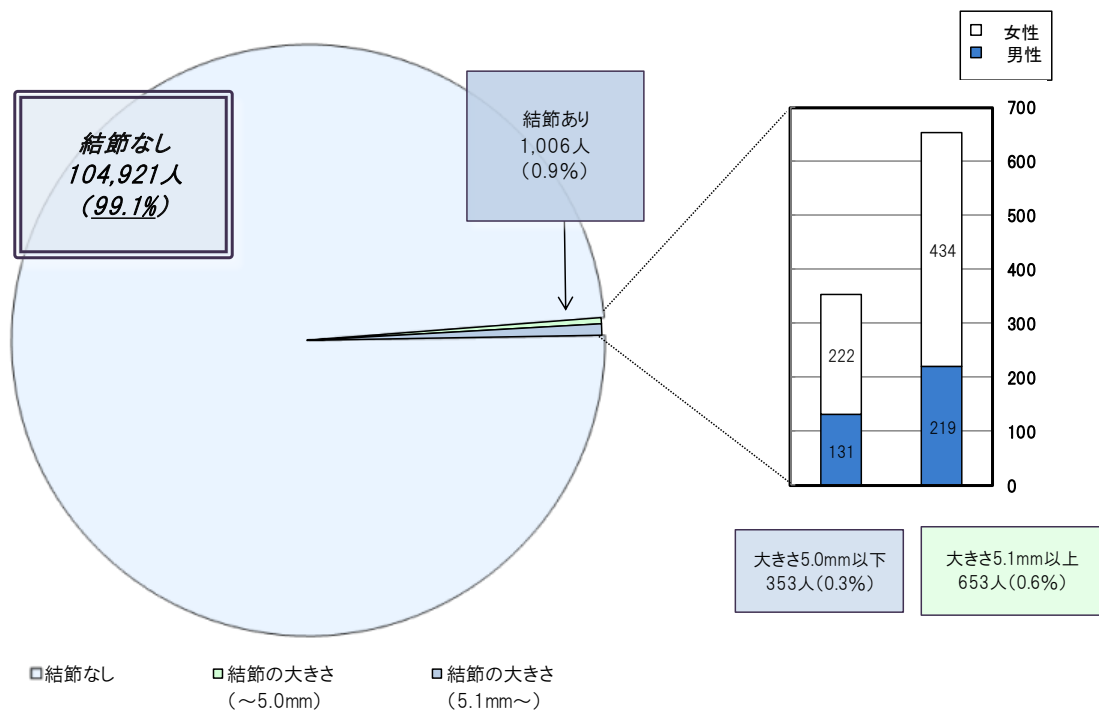 女性
男性
結節なし
104,921人
(99.1%)
結節あり
1,006人
(0.9%)
700
600
500
400
300
200
100
0
434
222
219
131
大きさ5.0mm以下
353人(0.3%)
大きさ5.1mm以上
653人(0.6%)
結節なし
結節の大きさ
(～5.0mm)
結節の大きさ
(5.1mm～)